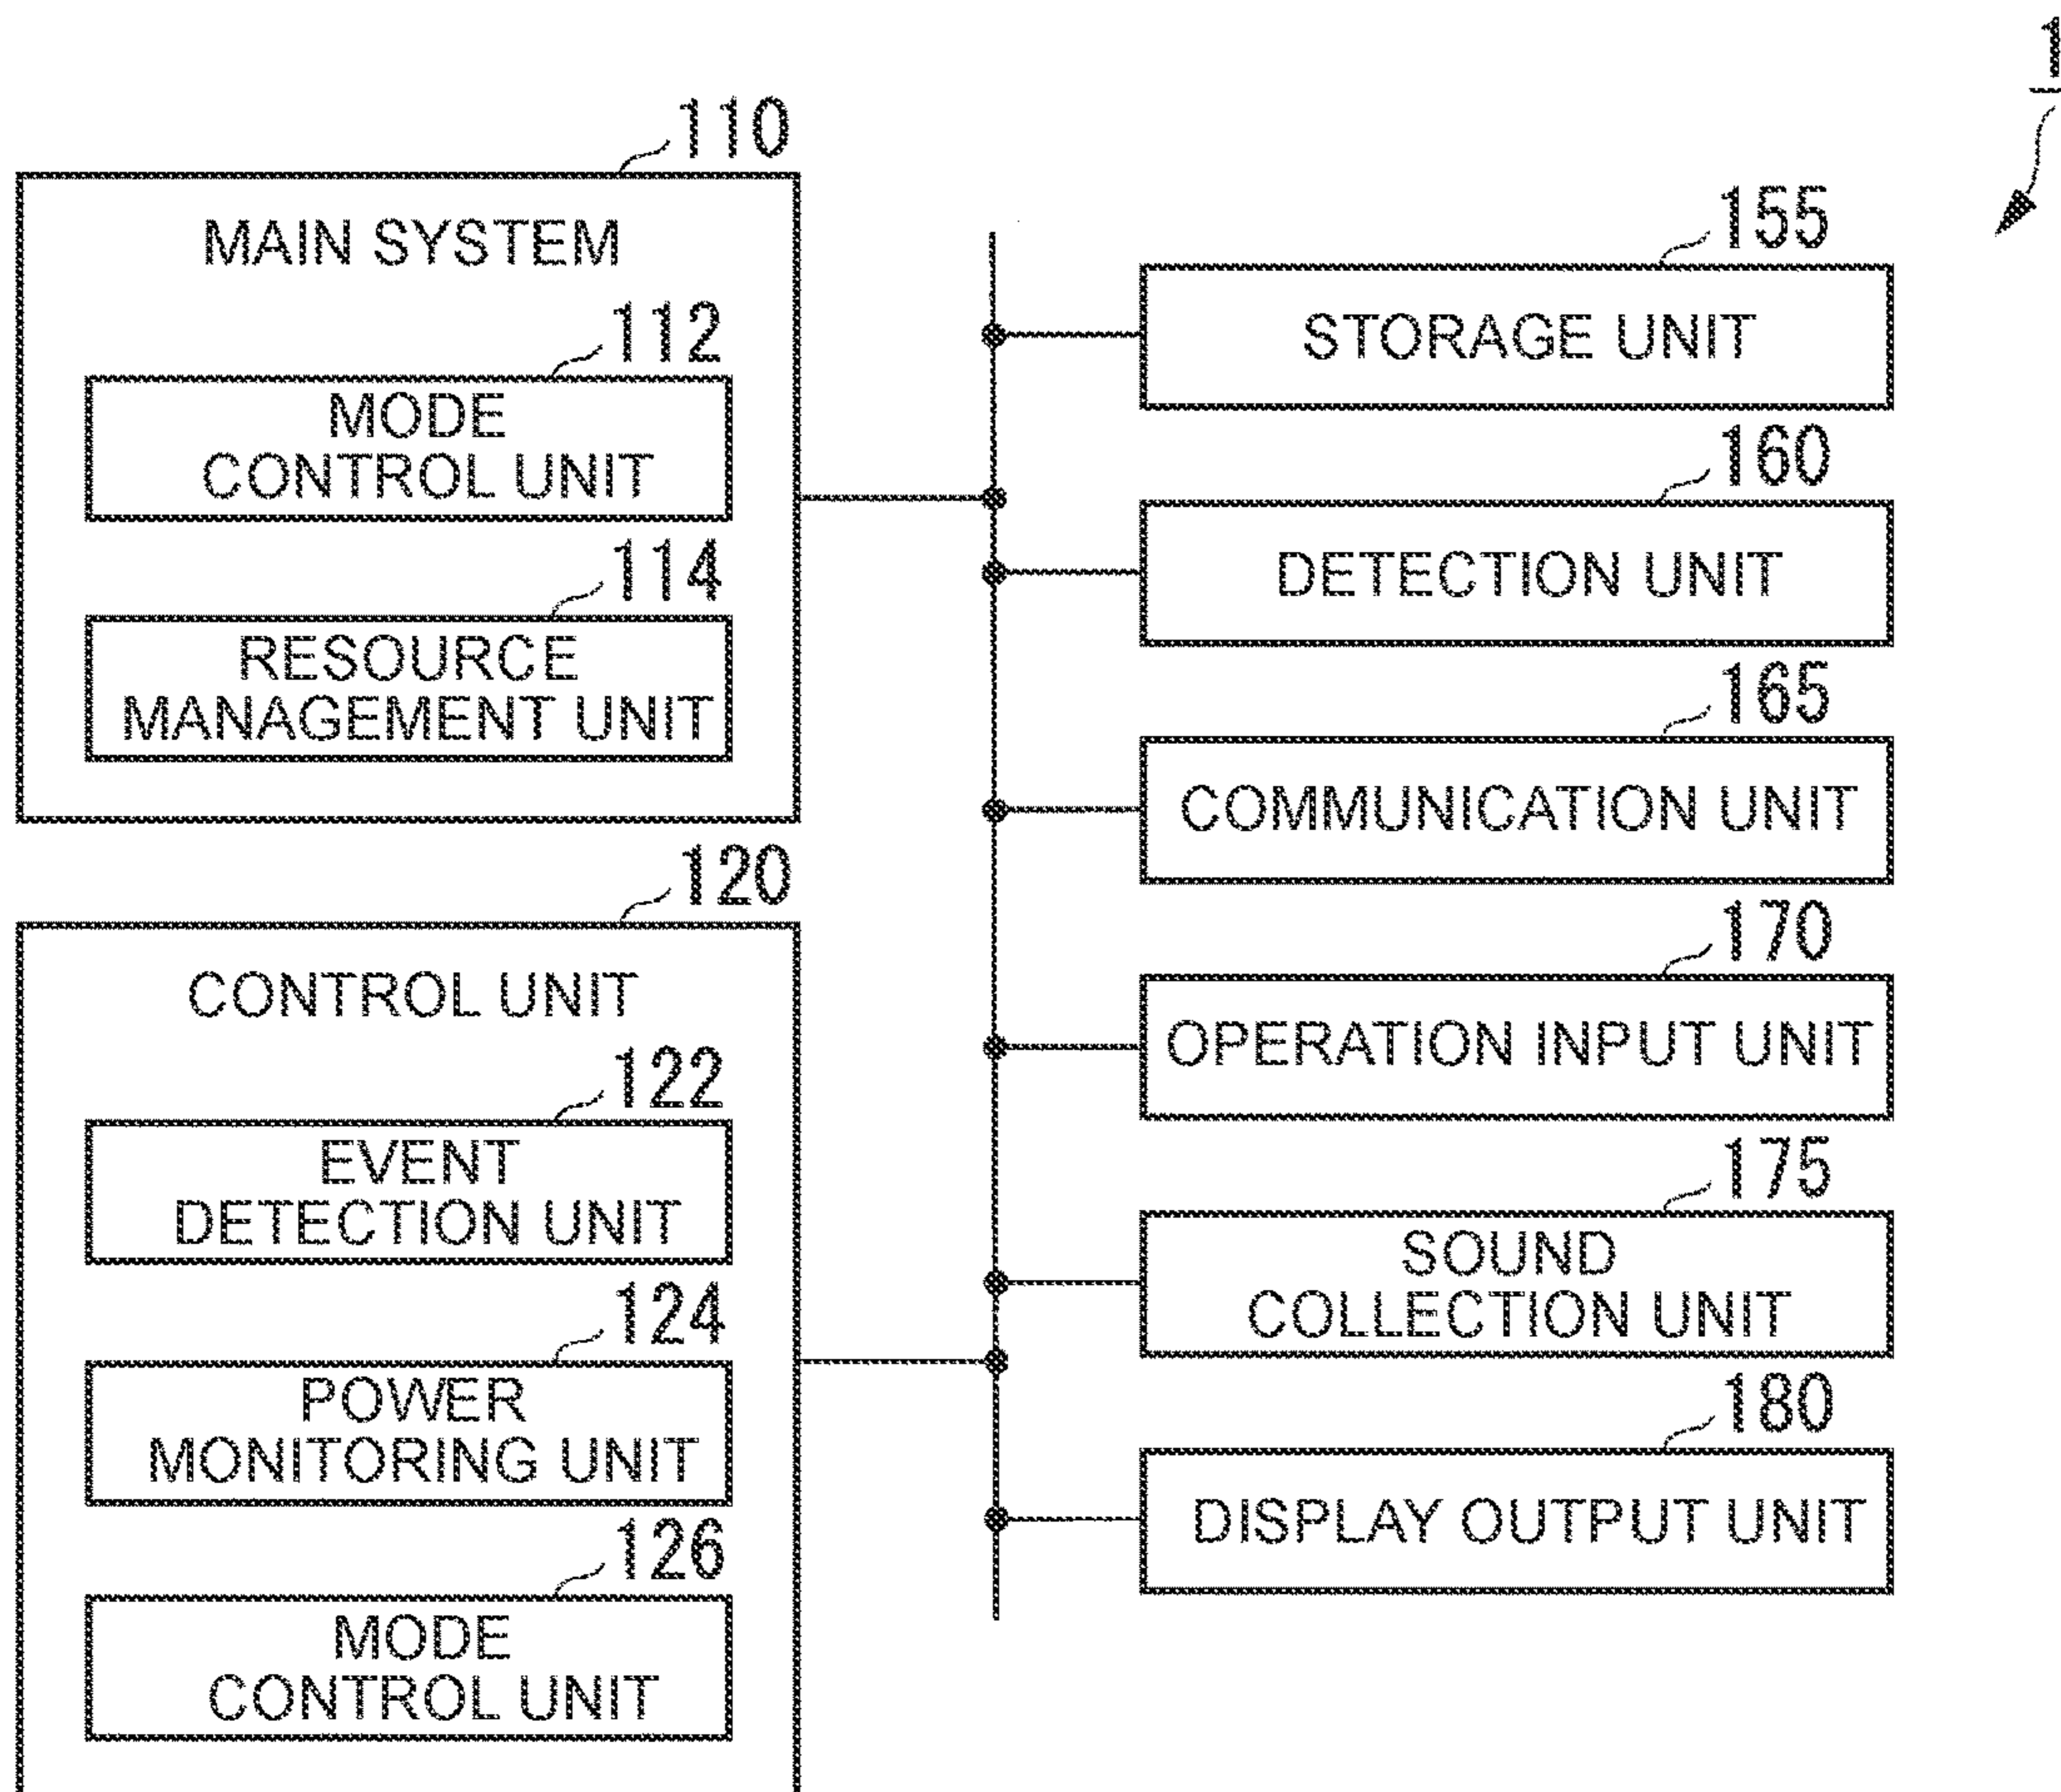 1
110
MAIN SYSTEM
112
MODE
CONTROL UNIT
114
RESOURCE
MANAGEMENT UNIT
120
CONTROL UNIT
122
EVENT
DETECTION UNIT
124
POWER
MONITORING UNIT
126
MODE
CONTROL UNIT
155
STORAGE UNIT
160
DETECTION UNIT
165
COMMUNICATION UNIT
170
OPERATION INPUT UNIT
175
SOUND
COLLECTION UNIT
180
DISPLAY OUTPUT UNIT